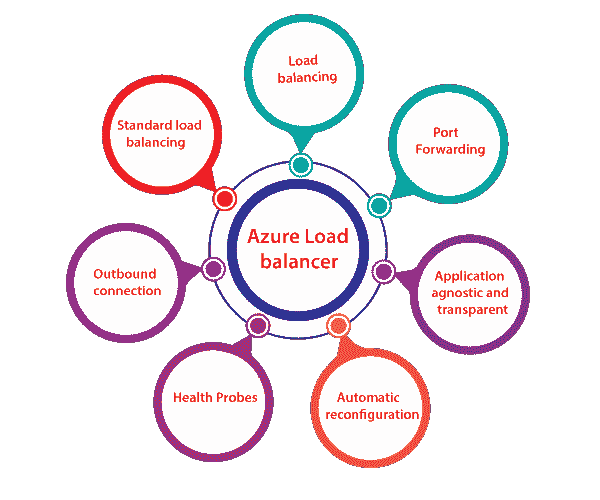 Load
balancing
Port
Forwarding
Application
agnostic and
transparent
Automatic
reconfiguration
Health Probes
Outbound
connection
Standard load
balancing
Azure Load
balancer